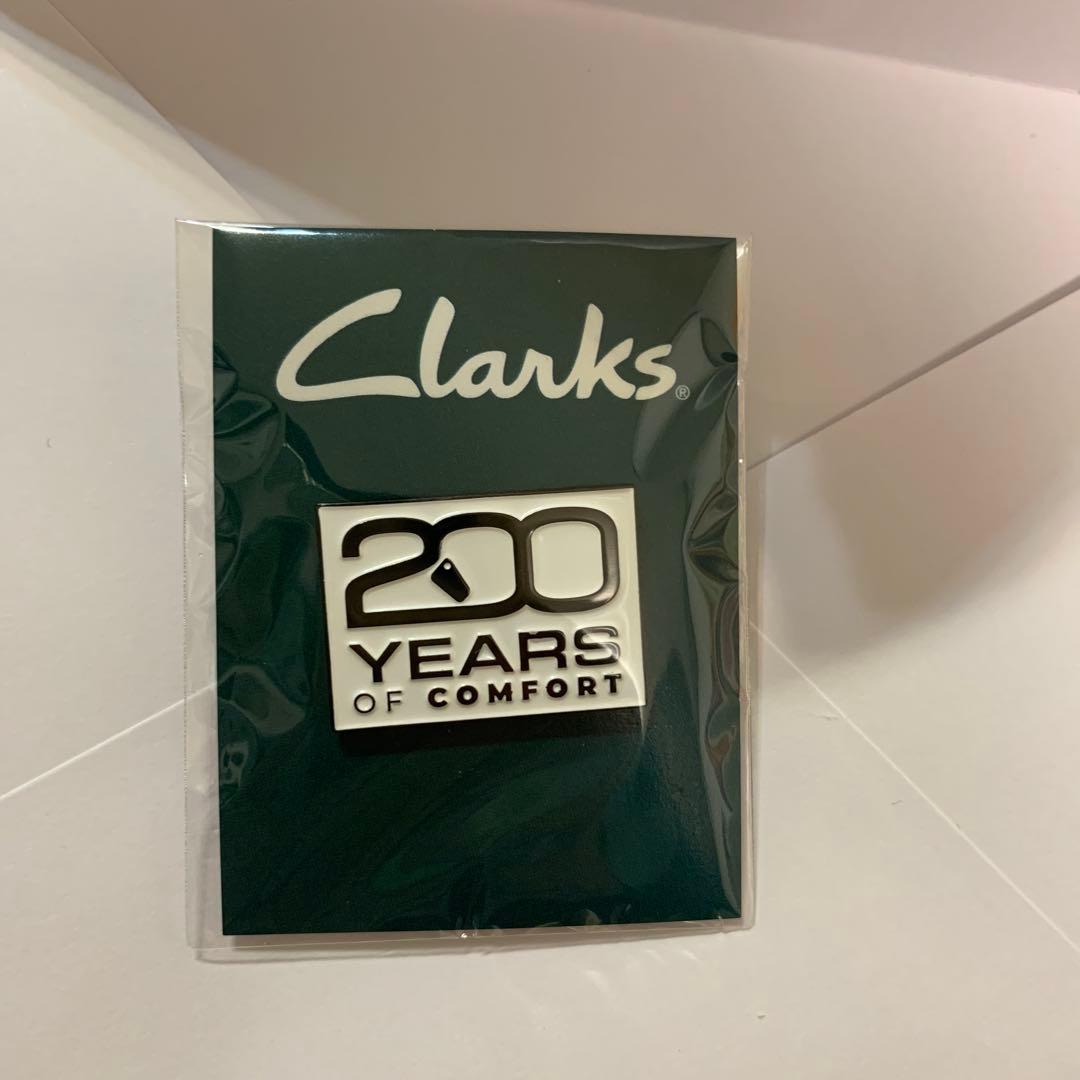 Clarks®
200
YEARS
OF COMFORT